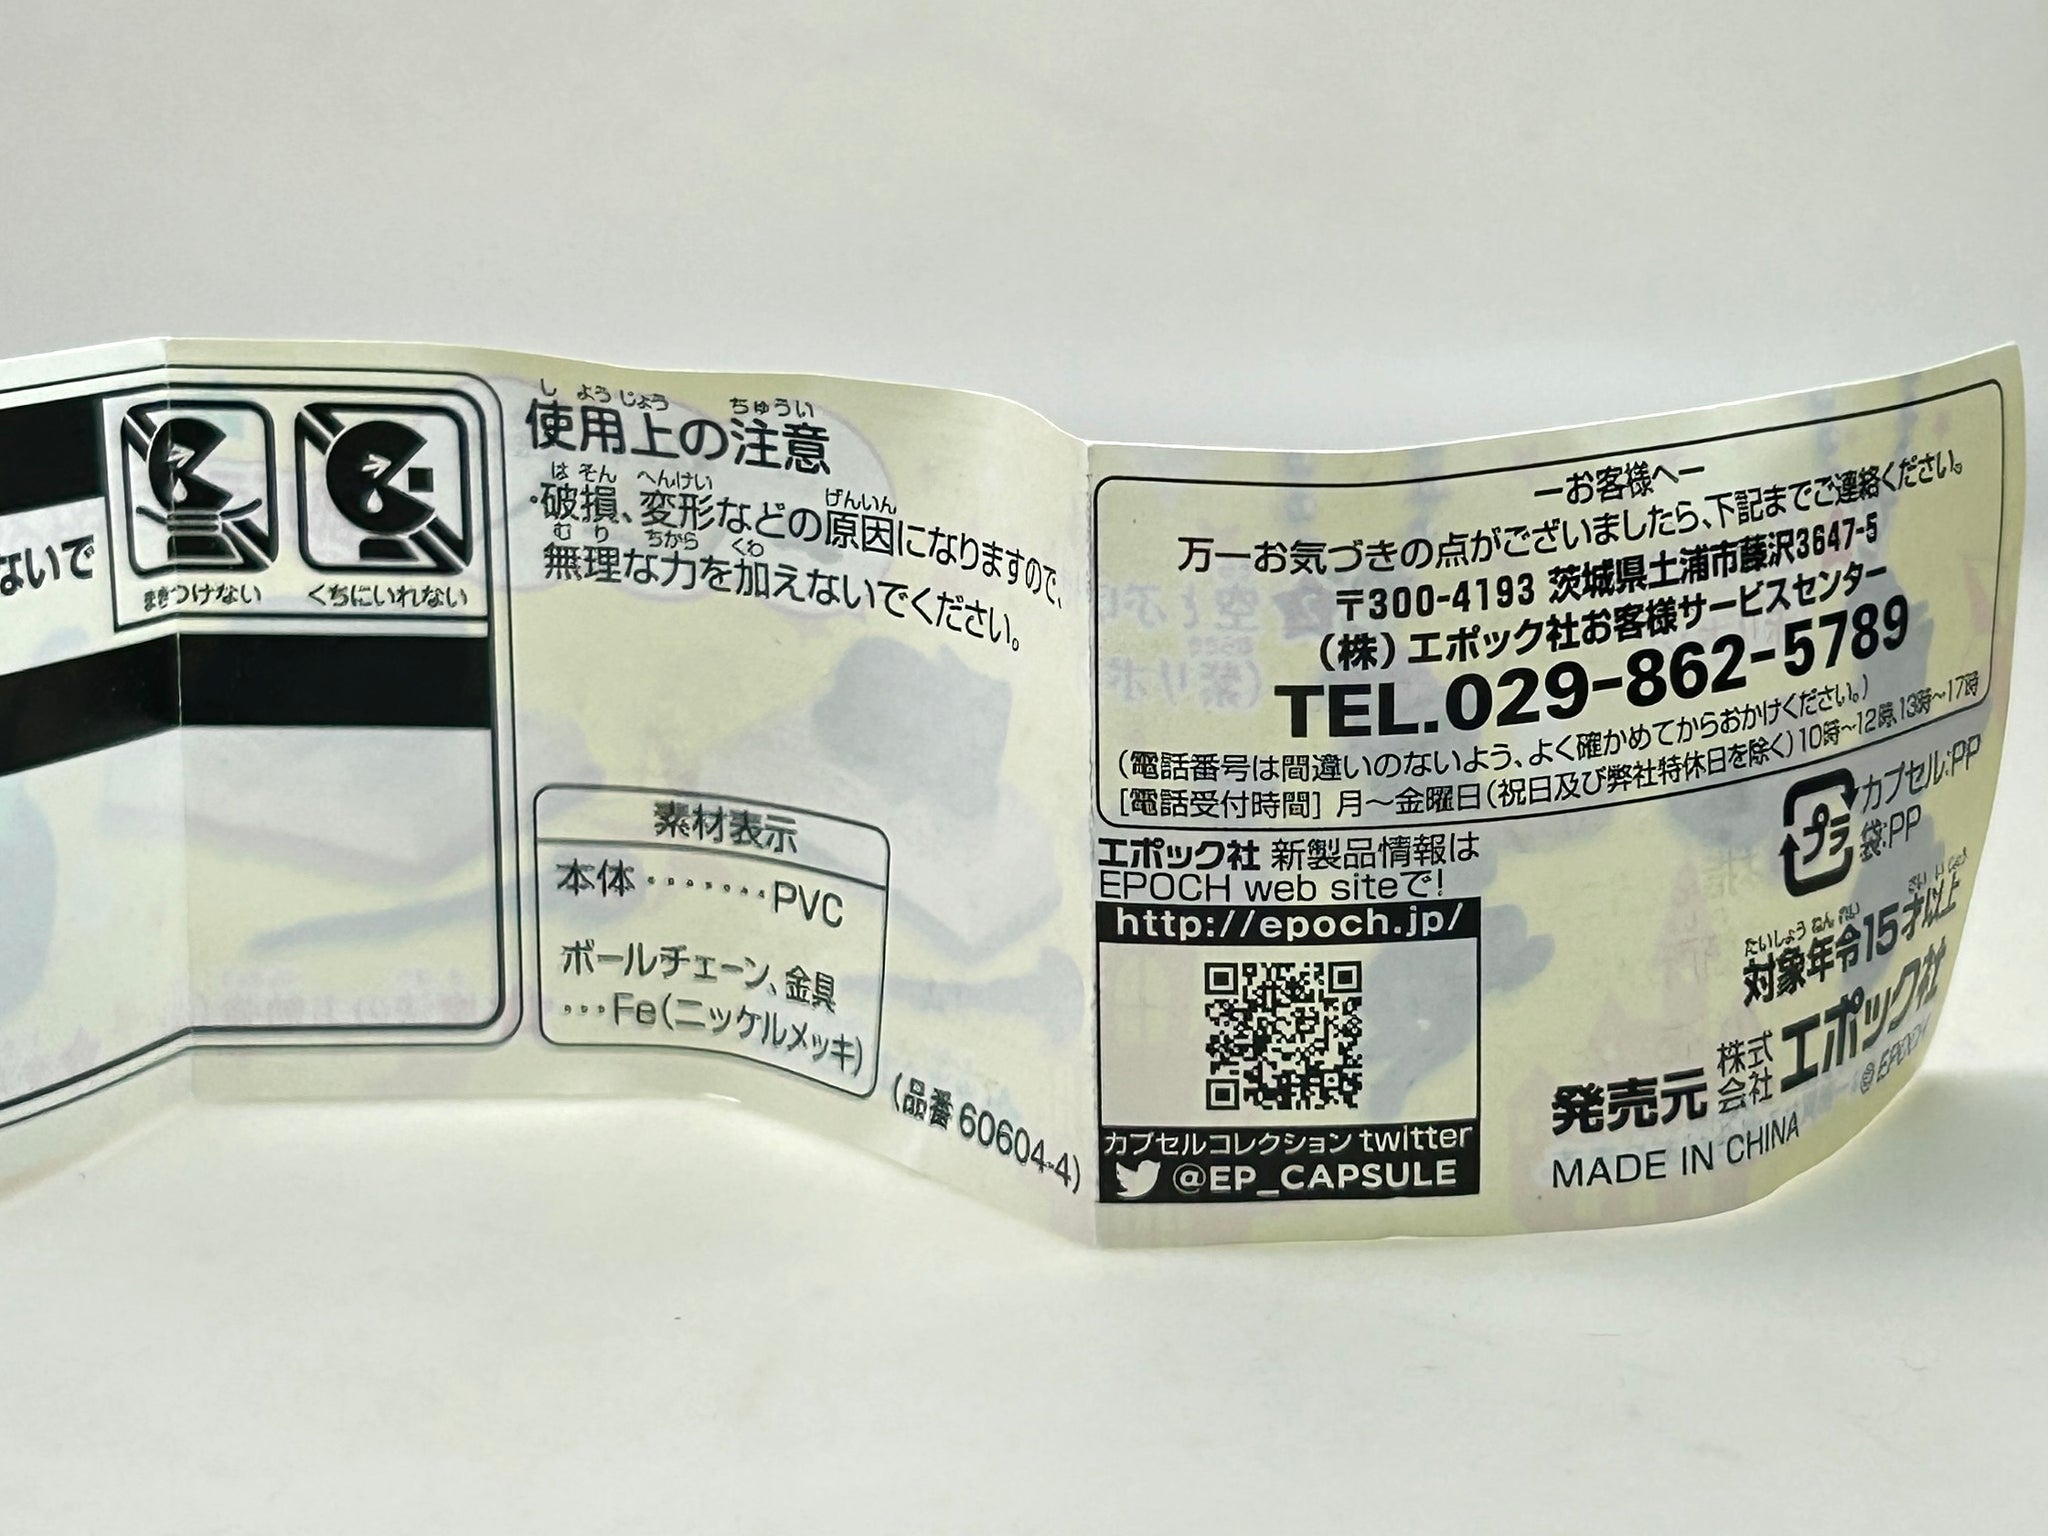 ないで
まきつけない
くちにいれない
しようじょう ちゅうい
使用上の注意
はそん へんけい げんいん
・破損、変形などの原因になりますので、
むり ちから くわ
無理な力を加えないでください。
素材表示
本体‥‥‥‥PVC
ボールチェーン、金具
…Fe(ニッケルメッキ)
(品番 60604-4)
ーお客様へー
万一お気づきの点がございましたら、下記までご連絡ください。
〒300-4193 茨城県土浦市藤沢3647-5
(株)エポック社お客様サービスセンター
TEL.029-862-5789
(電話番号は間違いのないよう、よく確かめてからおかけください。)
[電話受付時間] 月〜金曜日(祝日及び弊社特休日を除く)10時〜12時、13時〜17時
エポック社 新製品情報は
EPOCH web siteで!
http://epoch.jp/
カプセルコレクション twitter
@EP_CAPSULE
プラ
カプセル:PP
袋:PP
たいしょうねんれい さいいじょう
対象年令15才以上
発売元 株式会社 エポック社
© EPOCH
MADE IN CHINA